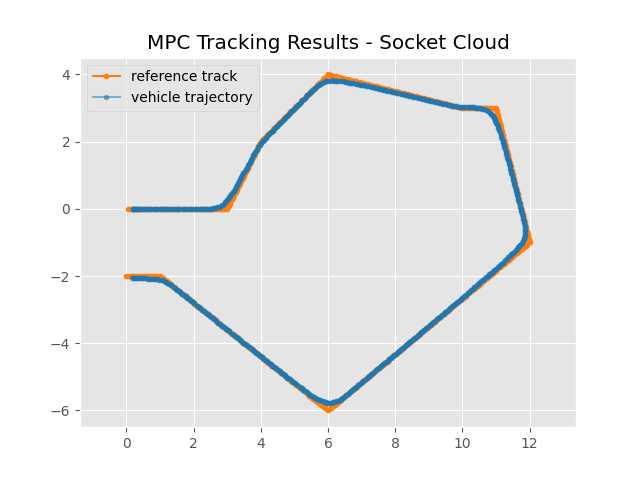 MPC Tracking Results - Socket Cloud
reference track
vehicle trajectory
4
2
0
−2
−4
−6
0 2 4 6 8 10 12